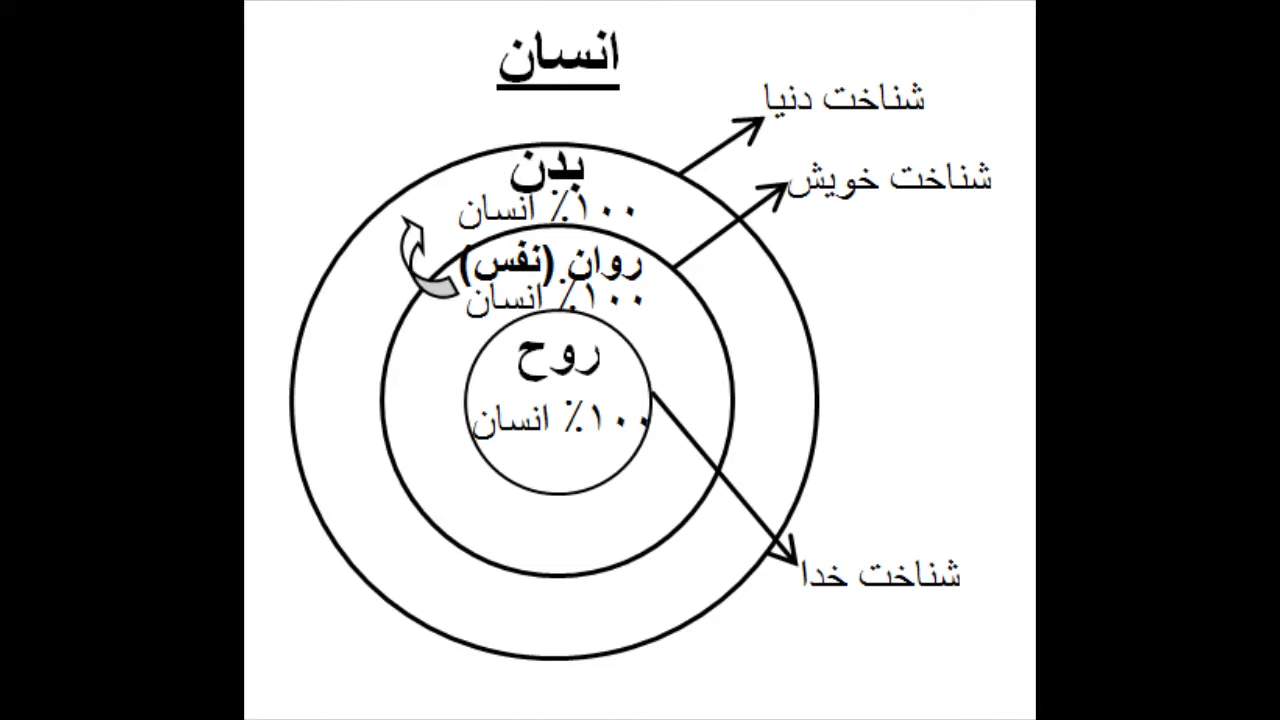 انسان
شناخت دنیا
بدن
۱۰۰٪ انسان
شناخت خویش
روان (نفس)
۱۰۰٪ انسان
روح
۱۰۰٪ انسان
شناخت خدا